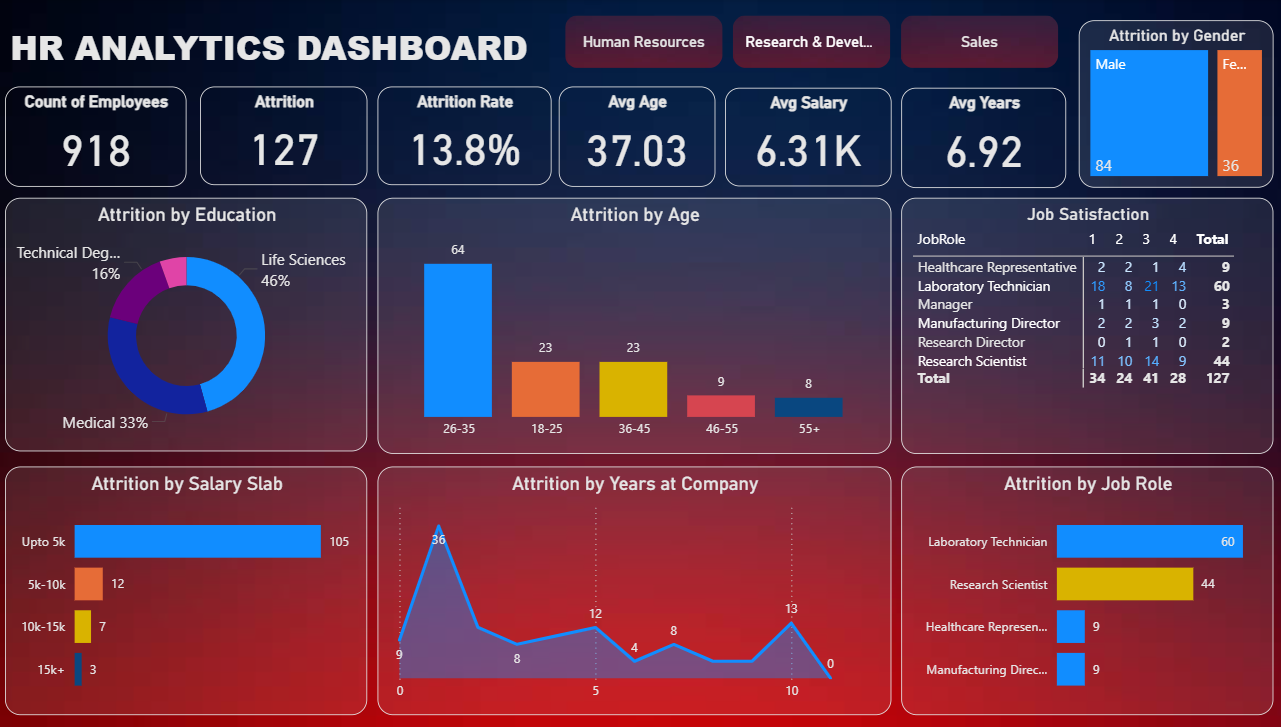 HR ANALYTICS DASHBOARD
Human Resources
Research & Devel...
Sales
Attrition by Gender
Male
Fe...
84
36
Count of Employees
918
Attrition
127
Attrition Rate
13.8%
Avg Age
37.03
Avg Salary
6.31K
Avg Years
6.92
Attrition by Education
Technical Deg...
16%
Life Sciences
46%
Medical 33%
Attrition by Age
64
23
23
9
8
26-35
18-25
36-45
46-55
55+
Job Satisfaction
JobRole 1 2 3 4 Total
Healthcare Representative 2 2 1 4 9
Laboratory Technician 18 8 21 13 60
Manager 1 1 1 0 3
Manufacturing Director 2 2 3 2 9
Research Director 0 1 1 0 2
Research Scientist 11 10 14 9 44
Total 34 24 41 28 127
Attrition by Salary Slab
Upto 5k 105
5k-10k 12
10k-15k 7
15k+ 3
Attrition by Years at Company
9
36
8
12
4
8
13
0
0 5 10
Attrition by Job Role
Laboratory Technician 60
Research Scientist 44
Healthcare Represen... 9
Manufacturing Direc... 9